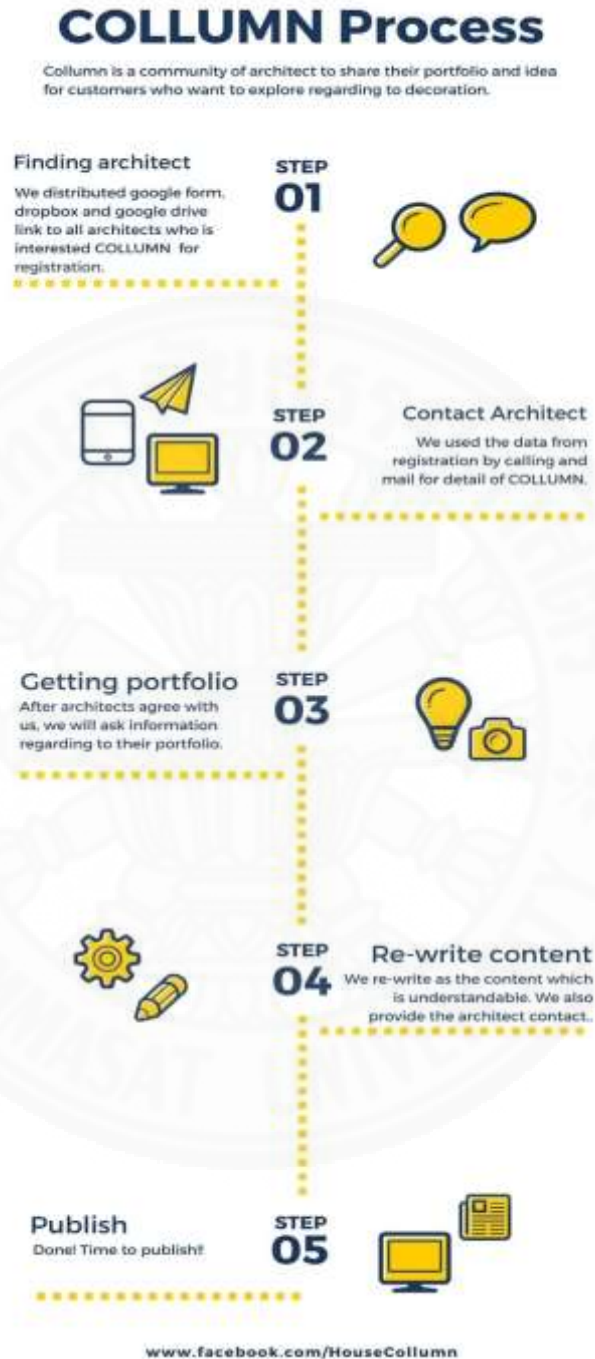 COLLUMN Process
Collumn is a community of architect to share their portfolio and idea
for customers who want to explore regarding to decoration.
Finding architect
We distributed google form,
dropbox and google drive
link to all architects who is
interested COLLUMN for
registration.
STEP
01
STEP
02
Contact Architect
We used the data from
registration by calling and
mail for detail of COLLUMN.
Getting portfolio
After architects agree with
us, we will ask information
regarding to their portfolio.
STEP
03
STEP
04
Re-write content
We re-write as the content which
is understandable. We also
provide the architect contact..
MASAT UNIVER
Publish
Done! Time to publish!!
STEP
05
www.facebook.com/HouseCollumn